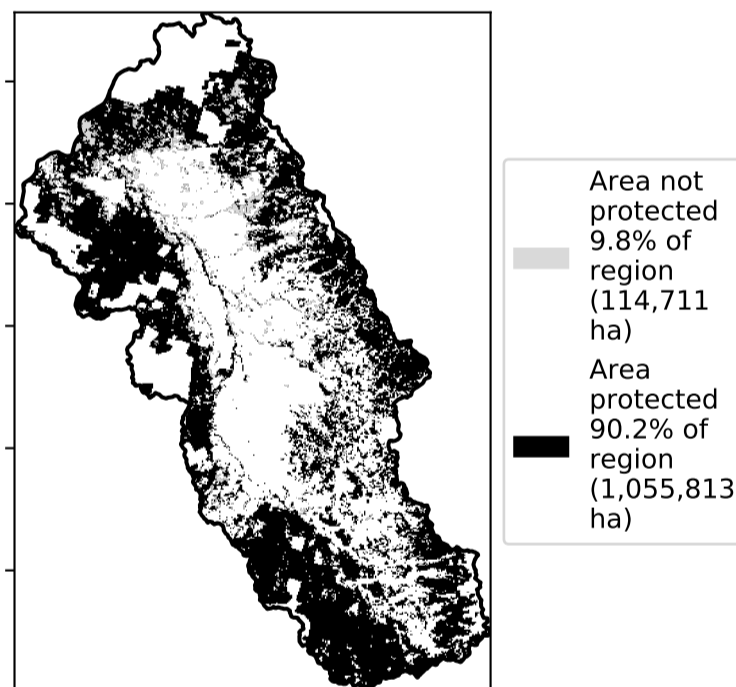 Area not
protected
9.8% of
region
(114,711
ha)
Area
protected
90.2% of
region
(1,055,813
ha)